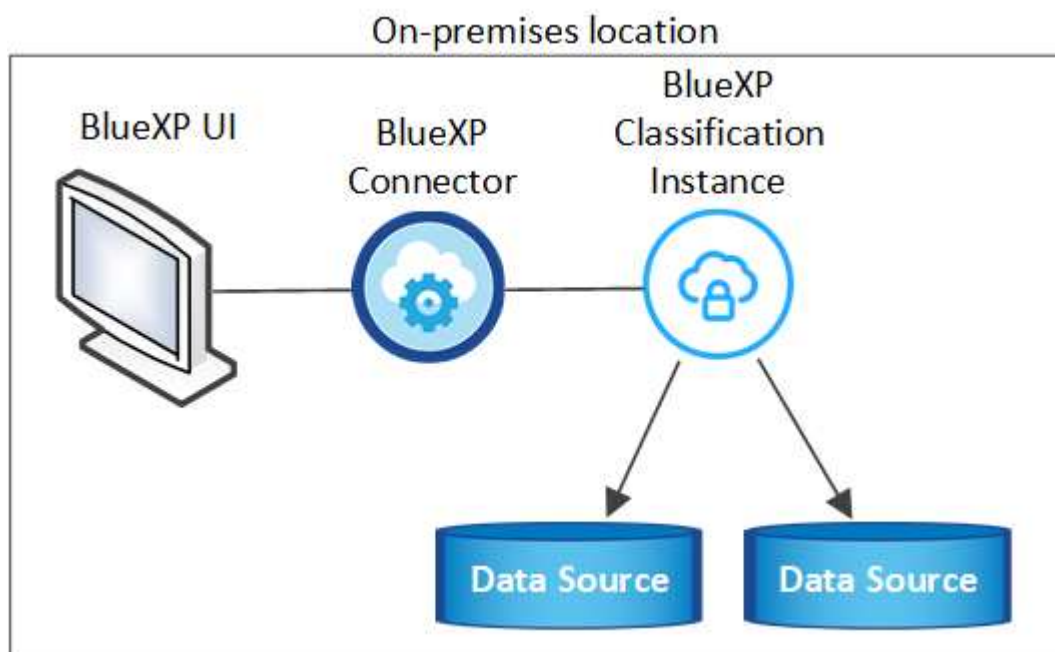 On-premises location
BlueXP UI
BlueXP
Connector
BlueXP
Classification
Instance
Data Source
Data Source